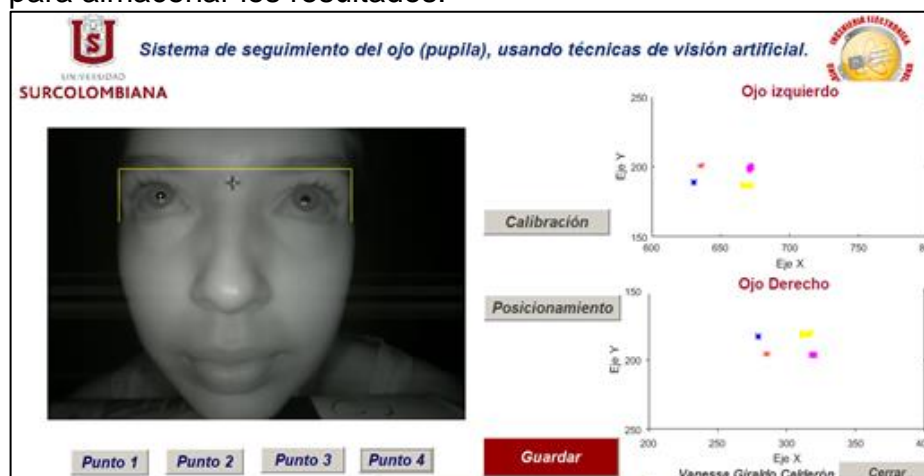 para almacenar los resultados.
Sistema de seguimiento del ojo (pupila), usando técnicas de visión artificial.
UNIVERSIDAD
SURCOLOMBIANA
INGENIERIA ELECTRONICA
Ojo izquierdo
250
200
150
Eje Y
600 650 700 750
Eje X
Calibración
Ojo Derecho
150
200
250
Eje Y
200 250 300 350
Eje X
Posicionamiento
Punto 1 Punto 2 Punto 3 Punto 4
Guardar
Vanessa Giraldo Calderón
Cerrar